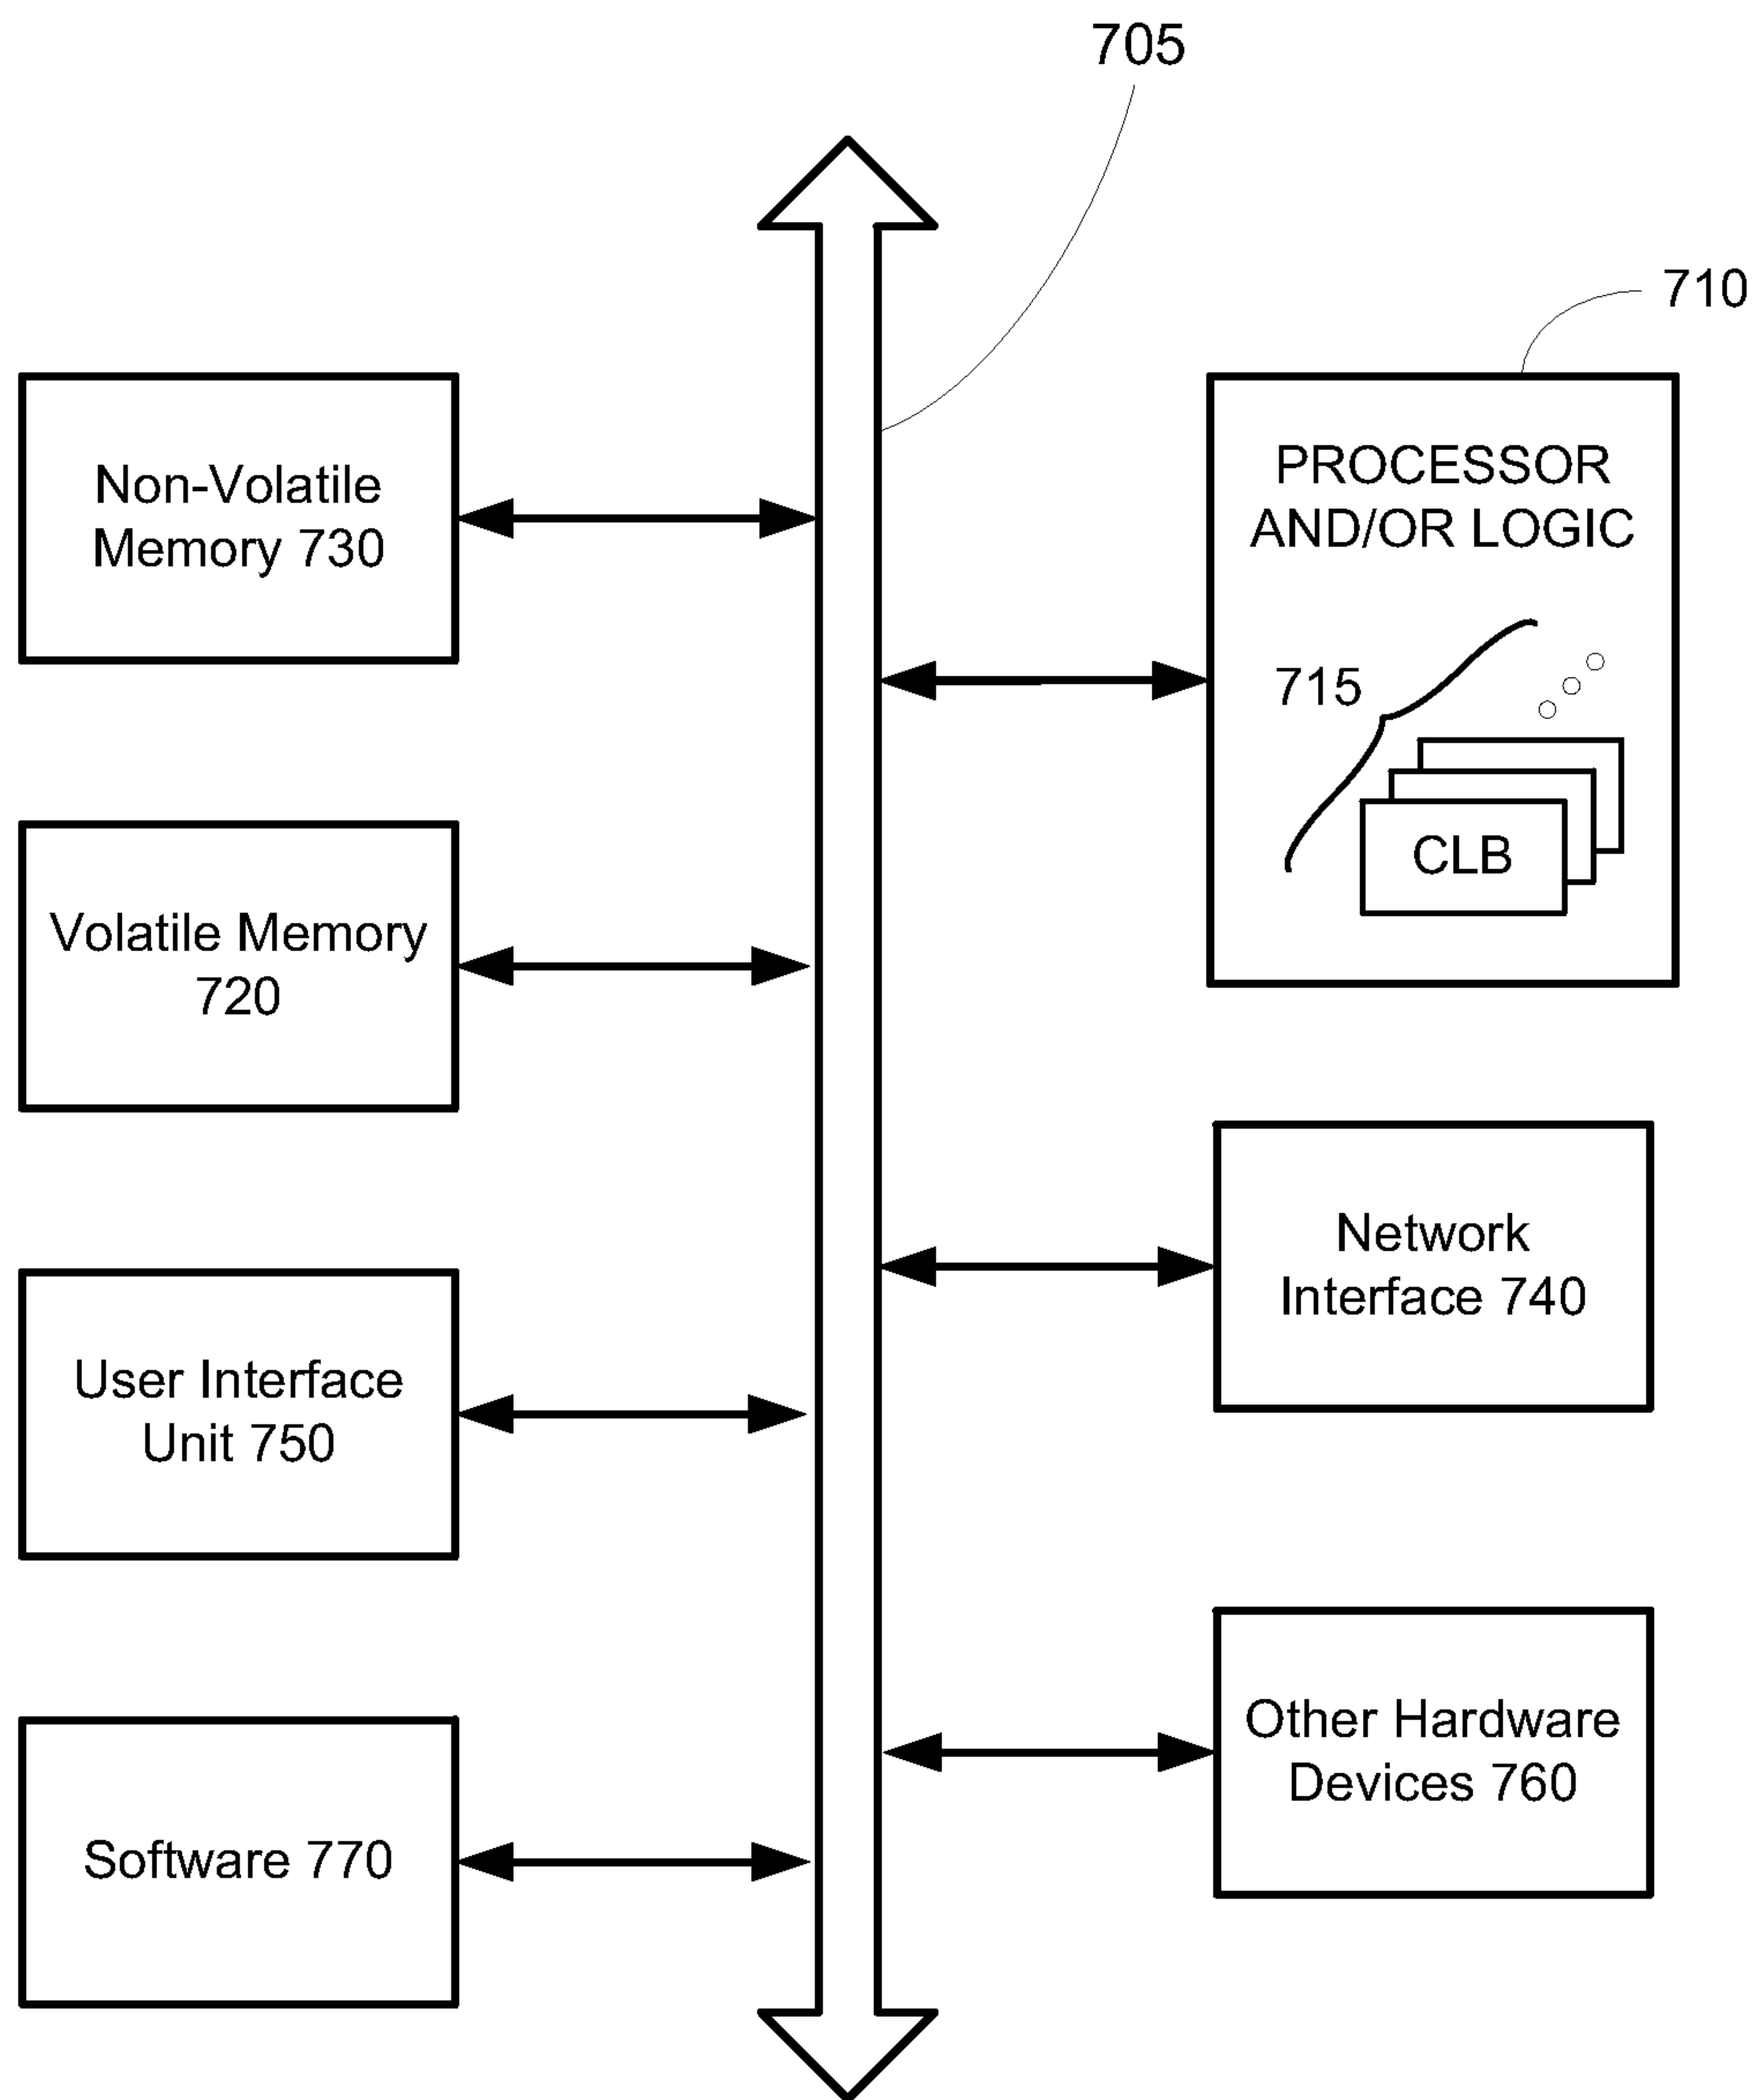 705
710
Non-Volatile
Memory 730
PROCESSOR
AND/OR LOGIC
715
CLB
Volatile Memory
720
Network
Interface 740
User Interface
Unit 750
Other Hardware
Devices 760
Software 770